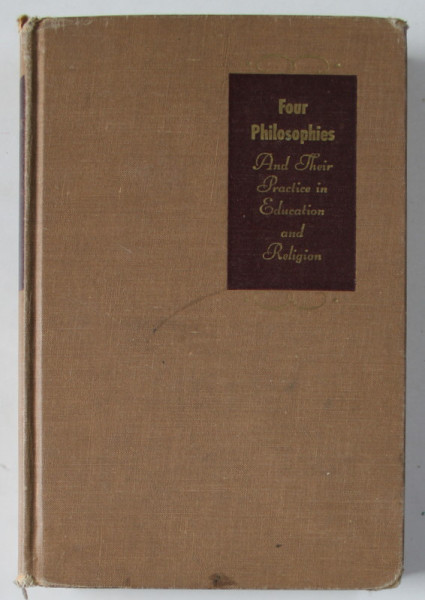 Four
Philosophies
And Their
Practice in
Education
and
Religion